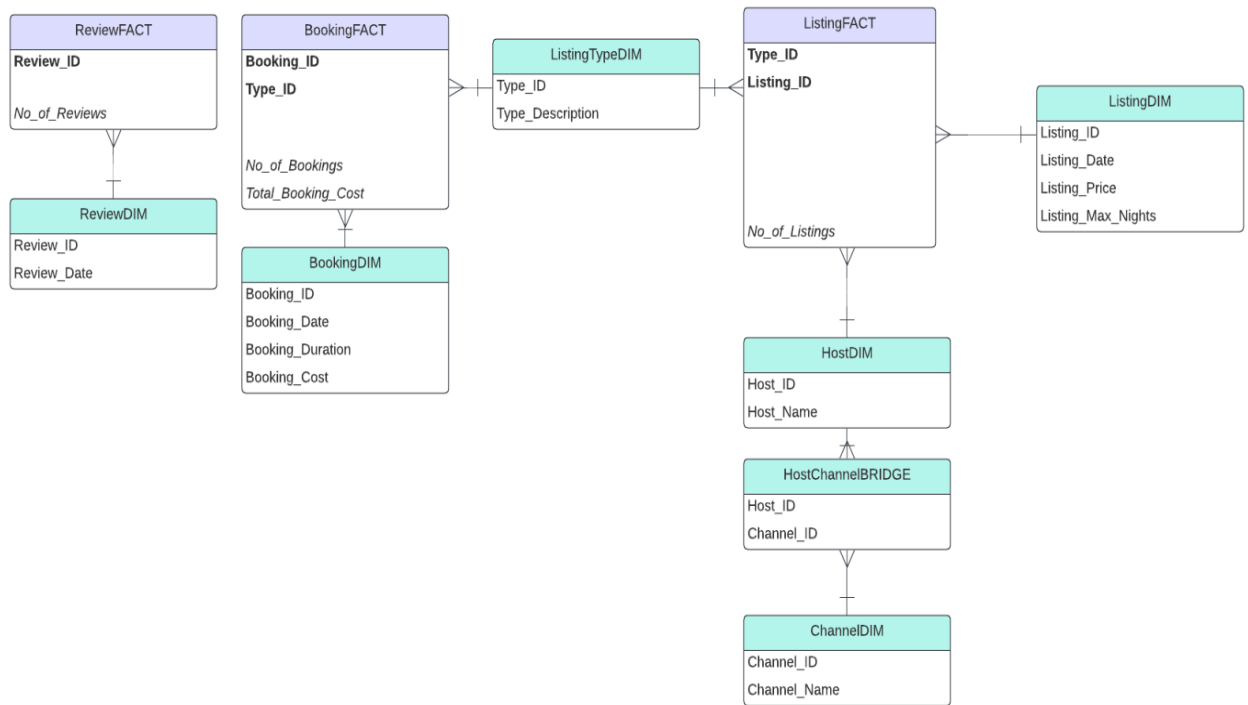 ReviewFACT
Review_ID
No_of_Reviews
ReviewDIM
Review_ID
Review_Date
BookingFACT
Booking_ID
Type_ID
No_of_Bookings
Total_Booking_Cost
BookingDIM
Booking_ID
Booking_Date
Booking_Duration
Booking_Cost
ListingTypeDIM
Type_ID
Type_Description
ListingFACT
Type_ID
Listing_ID
No_of_Listings
ListingDIM
Listing_ID
Listing_Date
Listing_Price
Listing_Max_Nights
HostDIM
Host_ID
Host_Name
HostChannelBRIDGE
Host_ID
Channel_ID
ChannelDIM
Channel_ID
Channel_Name